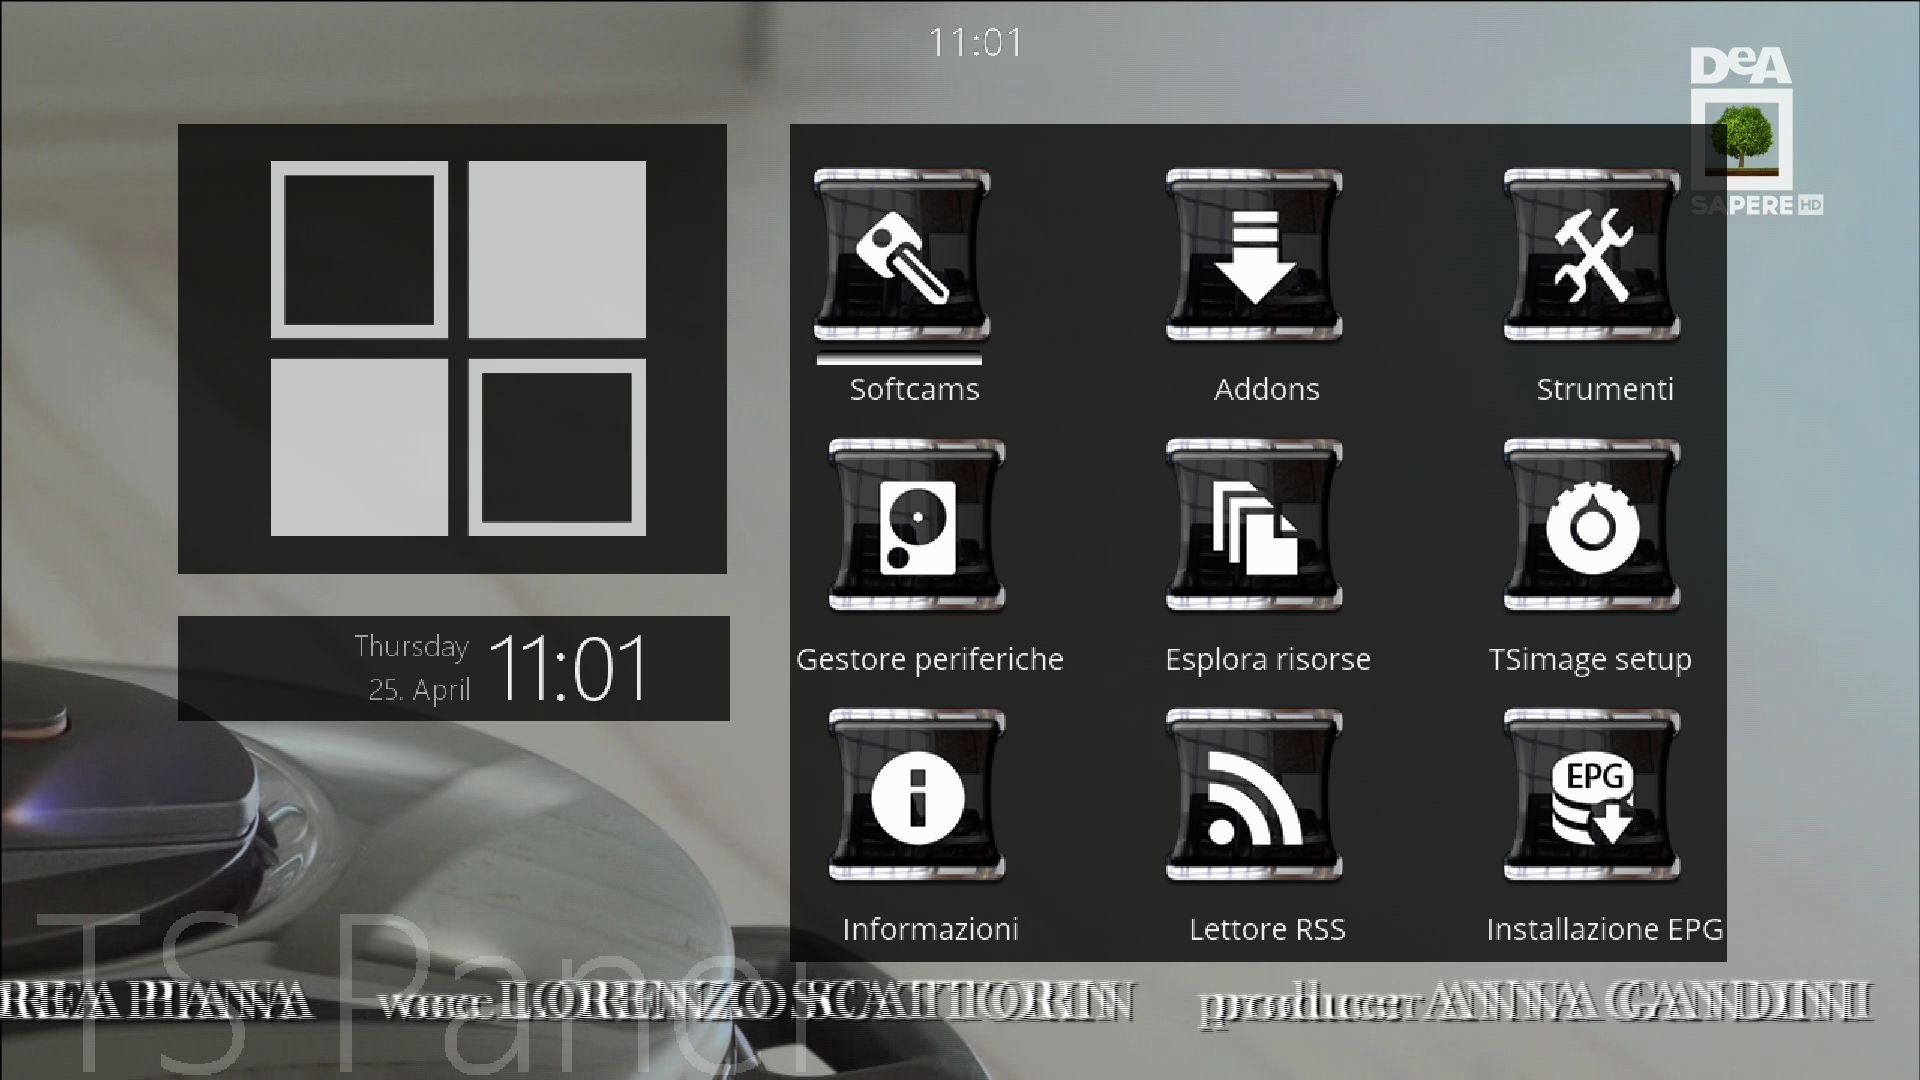 11:01
DeA
SAPERE HD
Softcams
Addons
Strumenti
Thursday
25. April
11:01
Gestore periferiche
Esplora risorse
TSimage setup
EPG
Informazioni
Lettore RSS
Installazione EPG
TS Panel
REA PIANA voice LORENZO SCATTORIN producer ANNA GANDINI